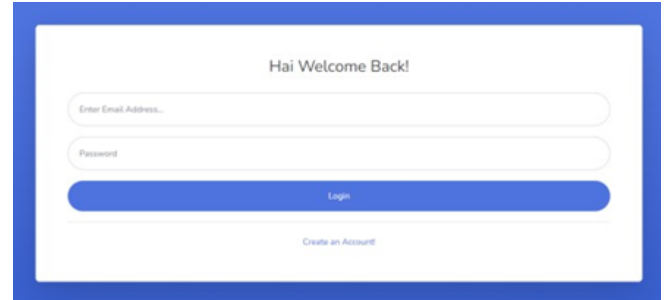 Hai Welcome Back!
Enter Email Address...
Password
Login
Create an Account!